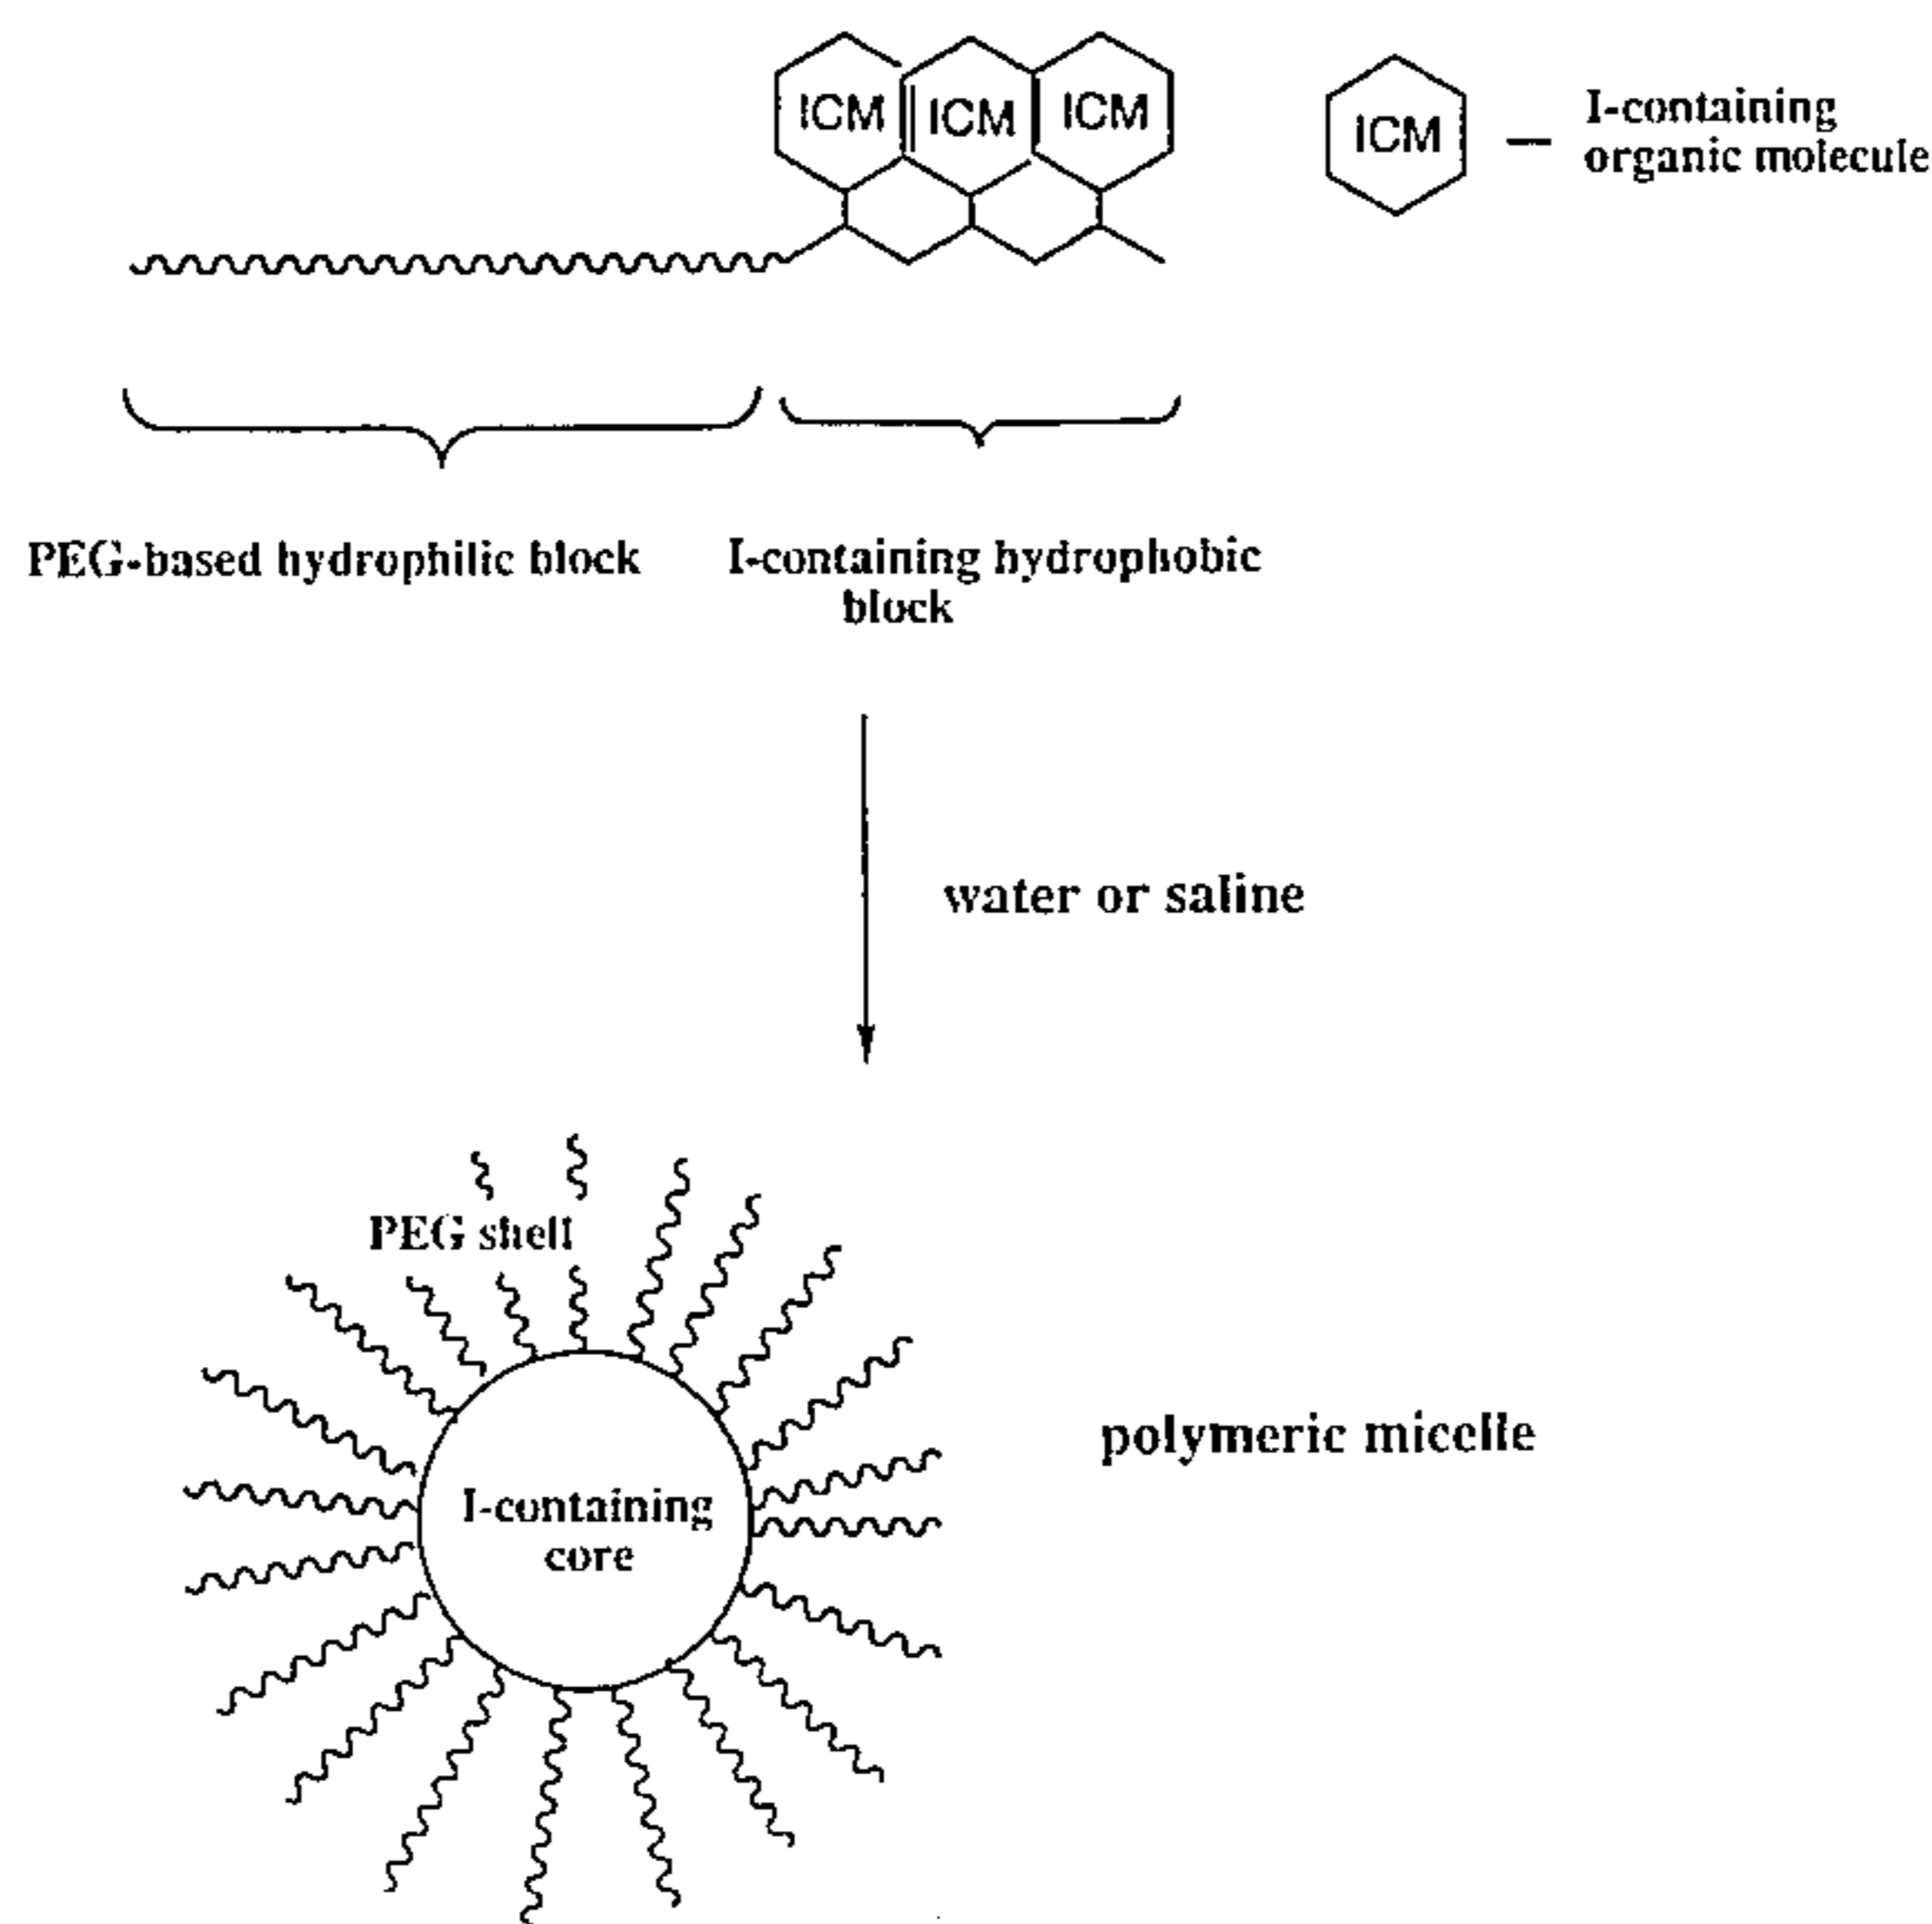 ICM ICM ICM
ICM — I-containing
organic molecule
PEG-based hydrophilic block
I-containing hydrophobic
block
water or saline
PEG shell
polymeric micelle
I-containing
core